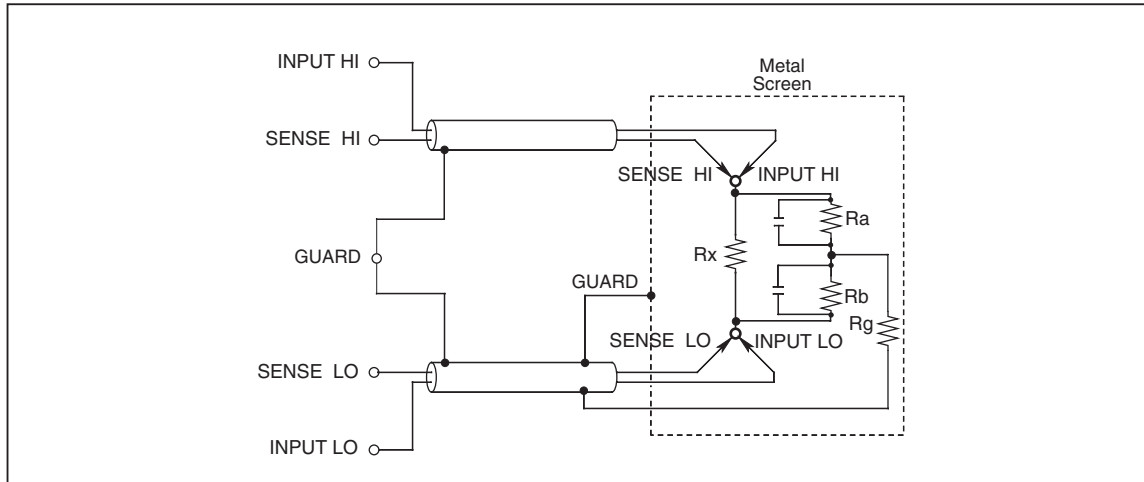 INPUT HI
Metal
Screen
SENSE HI
SENSE HI
INPUT HI
Ra
Rx
GUARD
GUARD
Rb
Rg
SENSE LO
INPUT LO
SENSE LO
INPUT LO